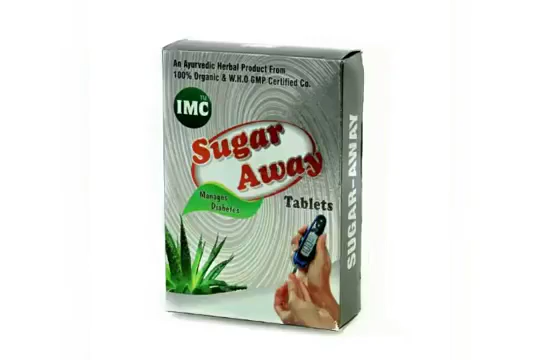 An Ayurvedic Herbal Product From
100% Organic & W.H.O GMP Certified Co.
IMC
TM
Sugar
Away
Manages
Diabetes
Tablets
SUGAR-AWAY